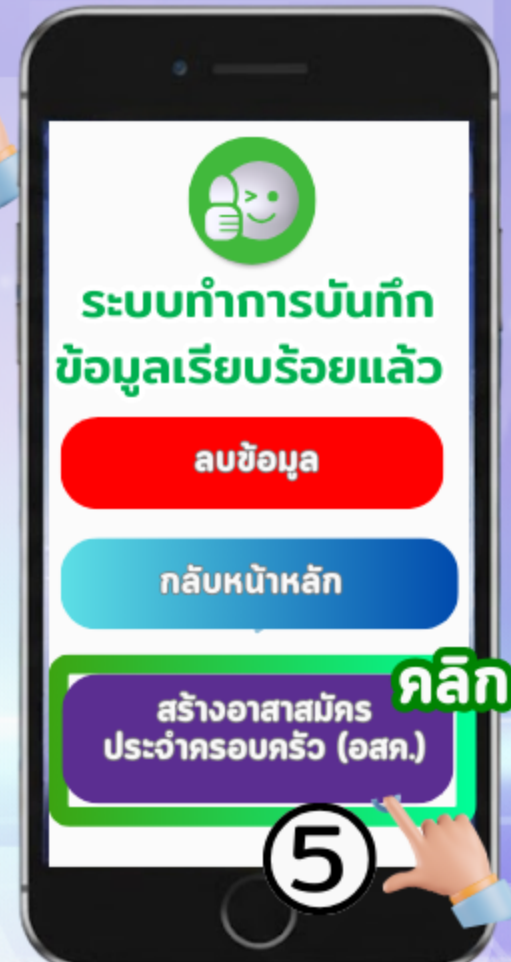 ระบบทำการบันทึก
ข้อมูลเรียบร้อยแล้ว
ลบข้อมูล
กลับหน้าหลัก
คลิก
สร้างอาสาสมัคร
ประจำครอบครัว (อสค.)
5